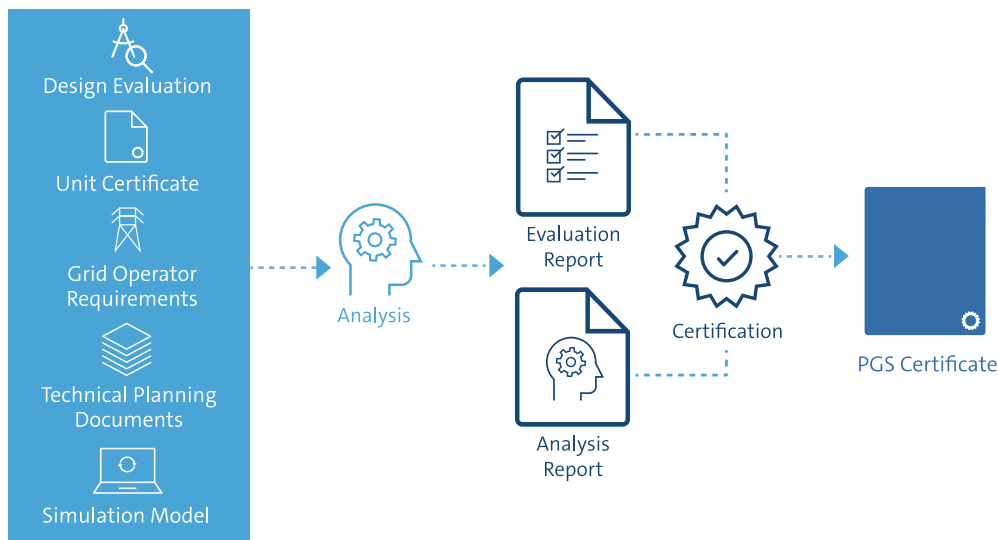 Design Evaluation
Unit Certificate
Grid Operator
Requirements
Technical Planning
Documents
Simulation Model
Analysis
Evaluation
Report
Analysis
Report
Certification
PGS Certificate